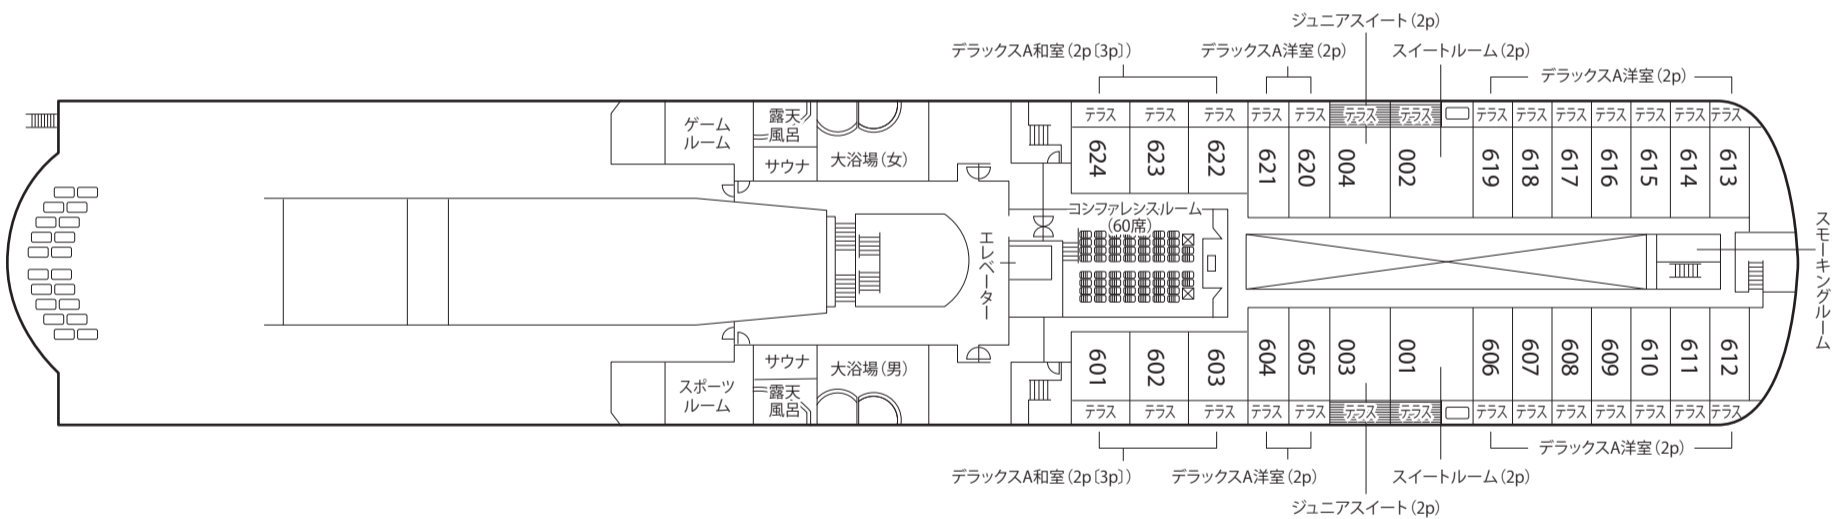 ジュニアスイート(2p)
デラックスA和室(2p〔3p〕)
デラックスA洋室(2p)
スイートルーム(2p)
デラックスA洋室(2p)
ゲーム
ルーム
露天
風呂
サウナ
大浴場(女)
テラス
テラス
テラス
テラス
テラス
テラス
テラス
テラス
テラス
テラス
テラス
テラス
テラス
テラス
624
623
622
621
620
004
002
619
618
617
616
615
614
613
コンファレンスルーム
(60席)
エレベーター
スモーキングルーム
サウナ
露天
風呂
大浴場(男)
スポーツ
ルーム
601
602
603
604
605
003
001
606
607
608
609
610
611
612
テラス
テラス
テラス
テラス
テラス
テラス
テラス
テラス
テラス
テラス
テラス
テラス
テラス
テラス
デラックスA和室(2p〔3p〕)
デラックスA洋室(2p)
スイートルーム(2p)
デラックスA洋室(2p)
ジュニアスイート(2p)